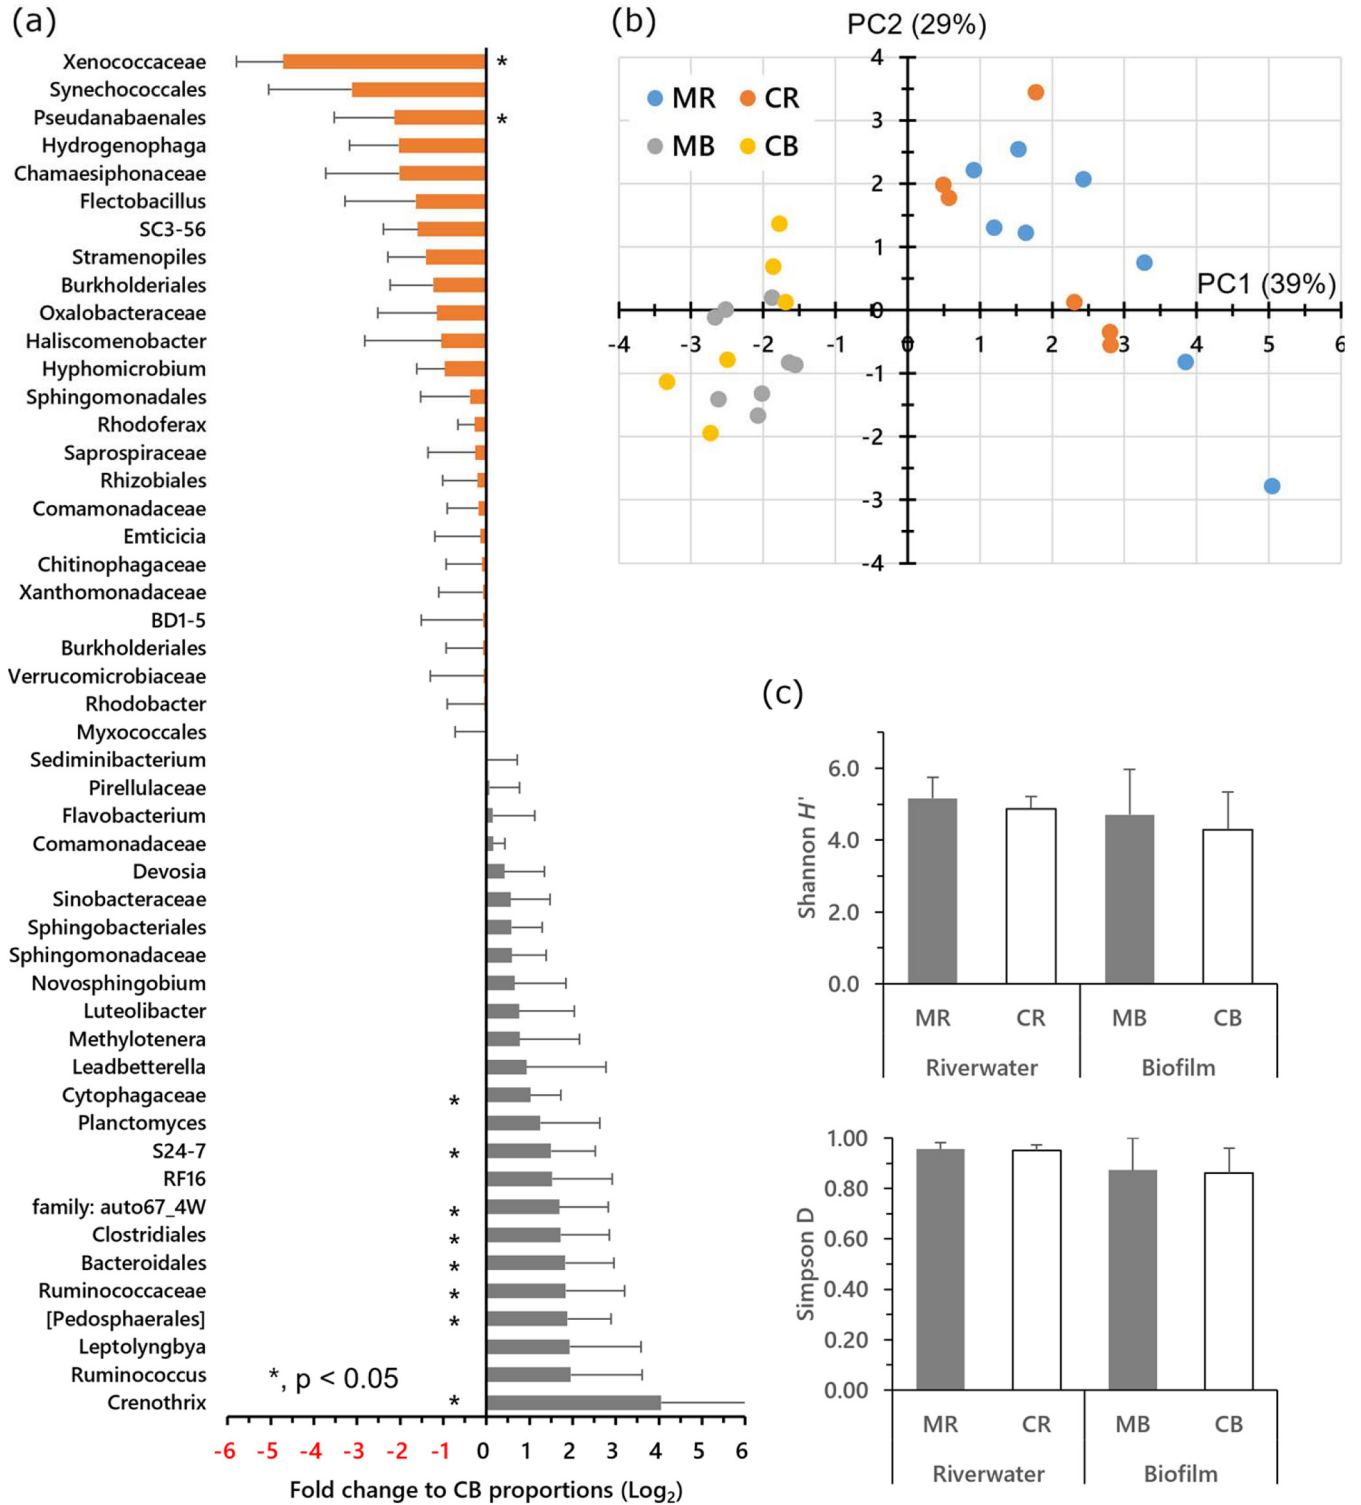 (a)
Xenococcaceae *
Synechococcales
Pseudanabaenales *
Hydrogenophaga
Chamaesiphonaceae
Flectobacillus
SC3-56
Stramenopiles
Burkholderiales
Oxalobacteraceae
Haliscomenobacter
Hyphomicrobium
Sphingomonadales
Rhodoferax
Saprospiraceae
Rhizobiales
Comamonadaceae
Emticicia
Chitinophagaceae
Xanthomonadaceae
BD1-5
Burkholderiales
Verrucomicrobiaceae
Rhodobacter
Myxococcales
Sediminibacterium
Pirellulaceae
Flavobacterium
Comamonadaceae
Devosia
Sinobacteraceae
Sphingobacteriales
Sphingomonadaceae
Novosphingobium
Luteolibacter
Methylotenera
Leadbetterella
Cytophagaceae *
Planctomyces
S24-7 *
RF16
family: auto67_4W *
Clostridiales *
Bacteroidales *
Ruminococcaceae *
[Pedosphaerales] *
Leptolyngbya
Ruminococcus
*, p < 0.05
Crenothrix *
-6 -5 -4 -3 -2 -1 0 1 2 3 4 5 6
Fold change to CB proportions (Log2)
(b)
PC2 (29%)
MR CR
MB CB
4
3
2
1
0
-1
-2
-3
-4
PC1 (39%)
-4 -3 -2 -1 0 1 2 3 4 5 6
(c)
Shannon H'
6.0
4.0
2.0
0.0
MR CR MB CB
Riverwater Biofilm
Simpson D
1.00
0.80
0.60
0.40
0.20
0.00
MR CR MB CB
Riverwater Biofilm